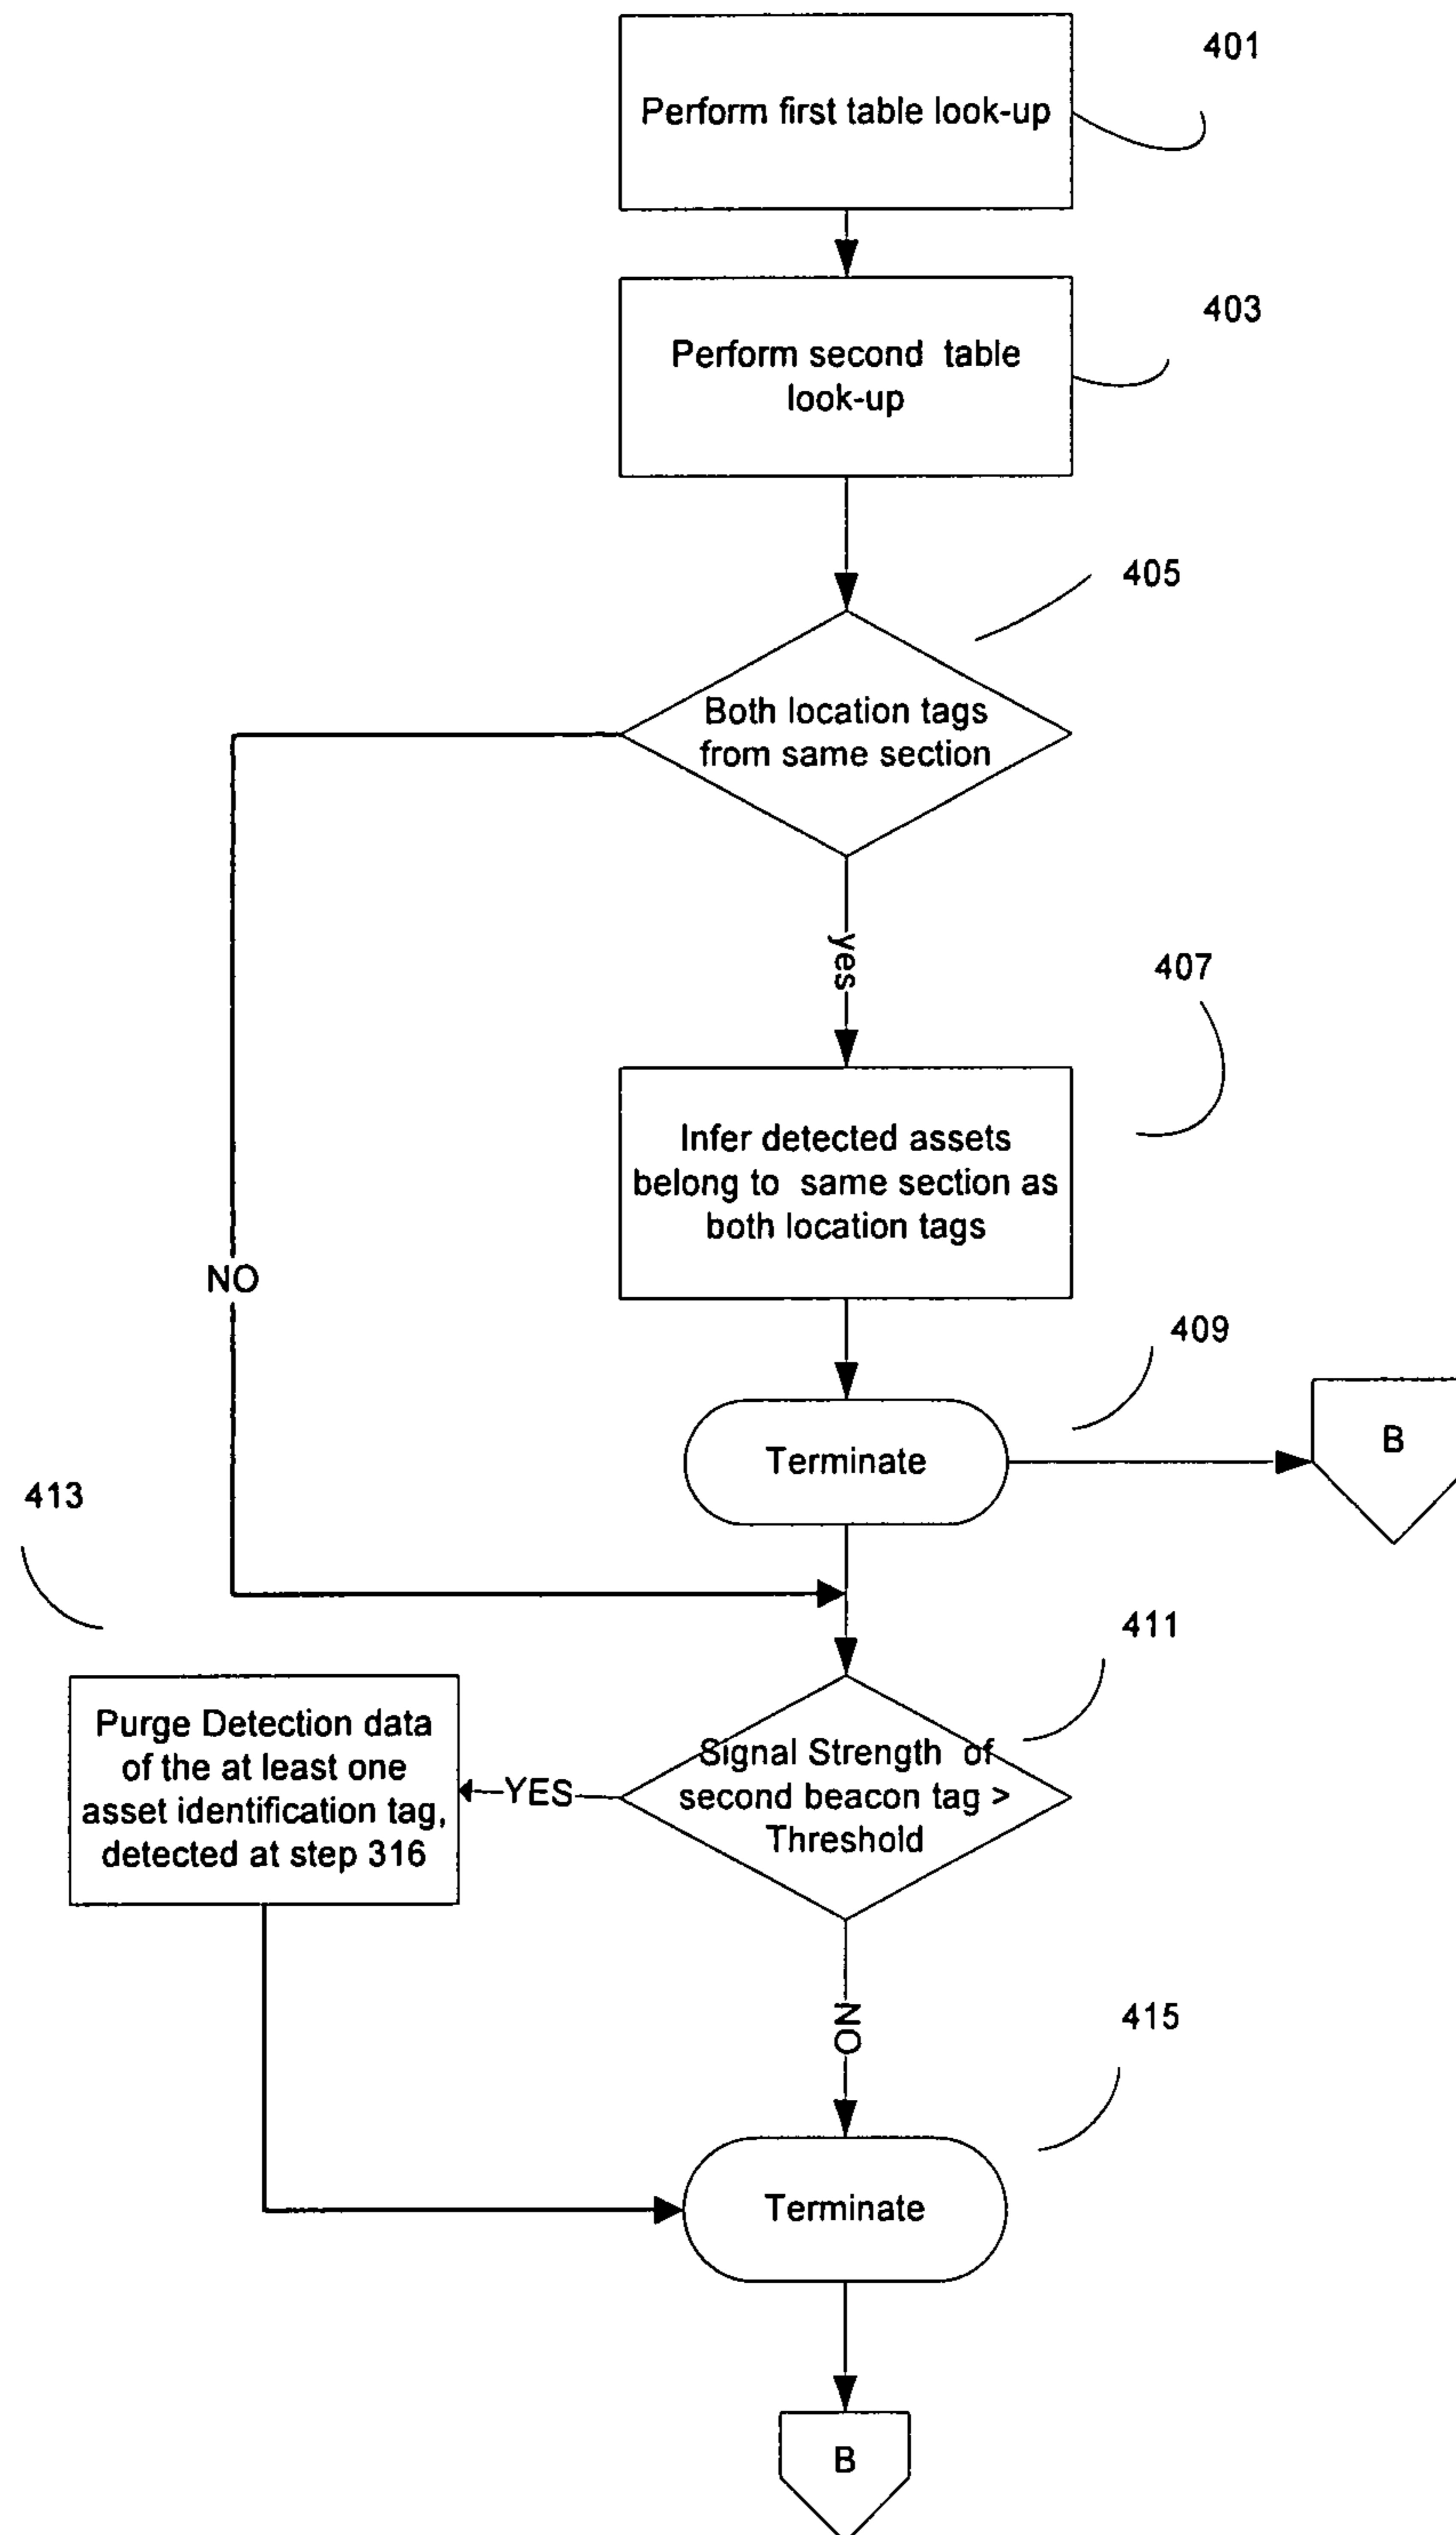 401
Perform first table look-up
403
Perform second table
look-up
405
Both location tags
from same section
yes
407
Infer detected assets
belong to same section as
both location tags
NO
409
Terminate
B
413
411
Purge Detection data
of the at least one
asset identification tag,
detected at step 316
YES
Signal Strength of
second beacon tag >
Threshold
NO
415
Terminate
B